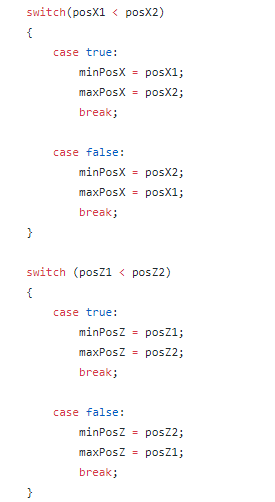 switch(posX1 < posX2)
{
    case true:
        minPosX = posX1;
        maxPosX = posX2;
        break;

    case false:
        minPosX = posX2;
        maxPosX = posX1;
        break;
}

switch (posZ1 < posZ2)
{
    case true:
        minPosZ = posZ1;
        maxPosZ = posZ2;
        break;

    case false:
        minPosZ = posZ2;
        maxPosZ = posZ1;
        break;
}